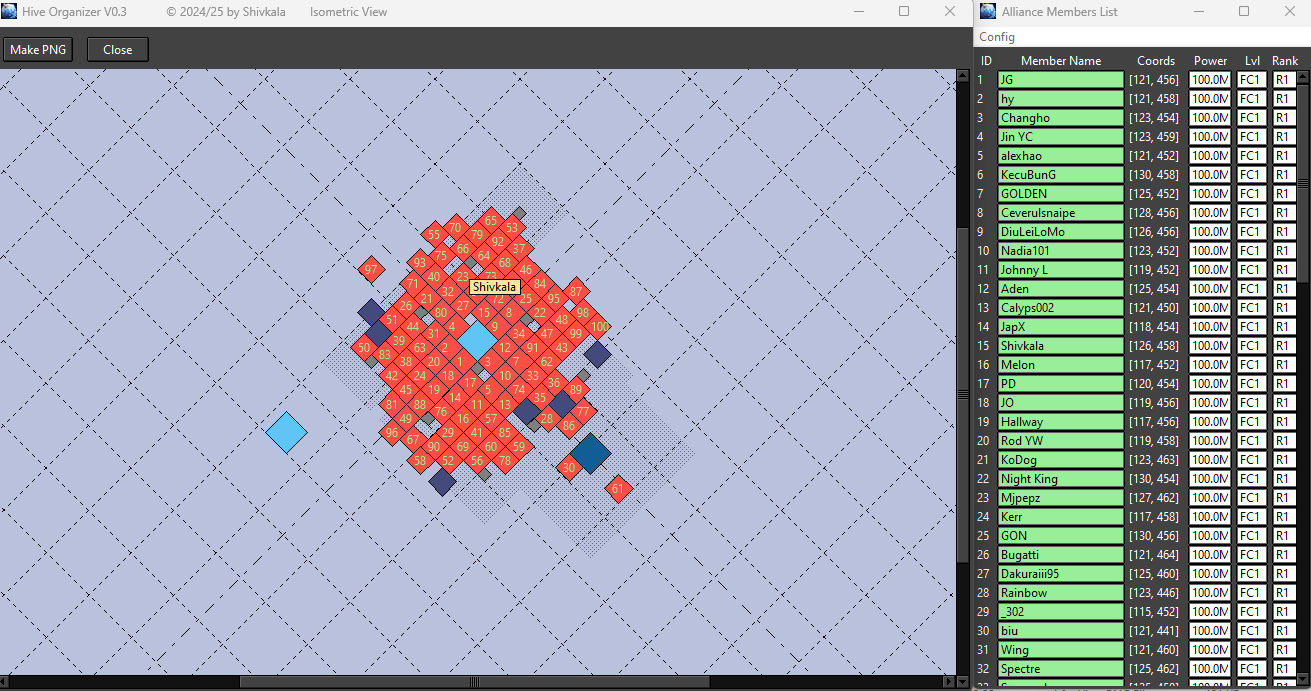 Hive Organizer V0.3 © 2024/25 by Shivkala Isometric View
Make PNG Close
65
70 53
55 79
92
66 37
75 64
93 68
97 46
40 23 73
71 84
Shivkala 87
32 95
21 72 25
26 27 98
80 15 8 22
51 48
44 4 9 100
31 34 47 99
39
50 63 2 12 91 43
83
38 20 1 3 7 62
42 24 18 10 33
17 36
45 19 5 74 89
14 35
81 88 11 13
76 77
49 16 57 28
86
96 29 41 85
67
90 69 60 59
58 52 56 78
30
61
Alliance Members List
Config
ID Member Name Coords Power Lvl Rank
1 JG [121, 456] 100.0M FC1 R1
2 hy [121, 458] 100.0M FC1 R1
3 Changho [123, 454] 100.0M FC1 R1
4 Jin YC [123, 459] 100.0M FC1 R1
5 alexhao [121, 452] 100.0M FC1 R1
6 KecuBunG [130, 458] 100.0M FC1 R1
7 GOLDEN [125, 452] 100.0M FC1 R1
8 Ceverulsnaipe [128, 456] 100.0M FC1 R1
9 DiuLeiLoMo [126, 456] 100.0M FC1 R1
10 Nadia101 [123, 452] 100.0M FC1 R1
11 Johnny L [119, 452] 100.0M FC1 R1
12 Aden [125, 454] 100.0M FC1 R1
13 Calyps002 [121, 450] 100.0M FC1 R1
14 JapX [118, 454] 100.0M FC1 R1
15 Shivkala [126, 458] 100.0M FC1 R1
16 Melon [117, 452] 100.0M FC1 R1
17 PD [120, 454] 100.0M FC1 R1
18 JO [119, 456] 100.0M FC1 R1
19 Hallway [117, 456] 100.0M FC1 R1
20 Rod YW [119, 458] 100.0M FC1 R1
21 KoDog [123, 463] 100.0M FC1 R1
22 Night King [130, 454] 100.0M FC1 R1
23 Mjpepz [127, 462] 100.0M FC1 R1
24 Kerr [117, 458] 100.0M FC1 R1
25 GON [130, 456] 100.0M FC1 R1
26 Bugatti [121, 464] 100.0M FC1 R1
27 Dakuraiii95 [125, 460] 100.0M FC1 R1
28 Rainbow [123, 446] 100.0M FC1 R1
29 _302 [115, 452] 100.0M FC1 R1
30 biu [121, 441] 100.0M FC1 R1
31 Wing [121, 460] 100.0M FC1 R1
32 Spectre [125, 462] 100.0M FC1 R1